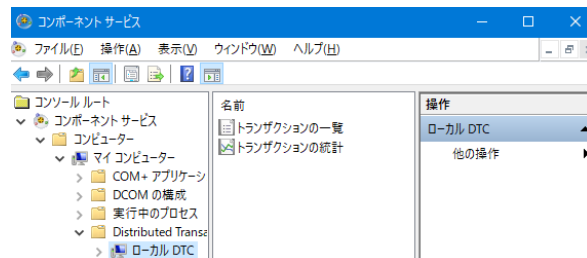 コンポーネント サービス
ファイル(F) 操作(A) 表示(V) ウィンドウ(W) ヘルプ(H)
コンソール ルート
コンポーネント サービス
コンピューター
マイ コンピューター
COM+ アプリケーシ
DCOM の構成
実行中のプロセス
Distributed Transa
ローカル DTC
名前
トランザクションの一覧
トランザクションの統計
操作
ローカル DTC
他の操作